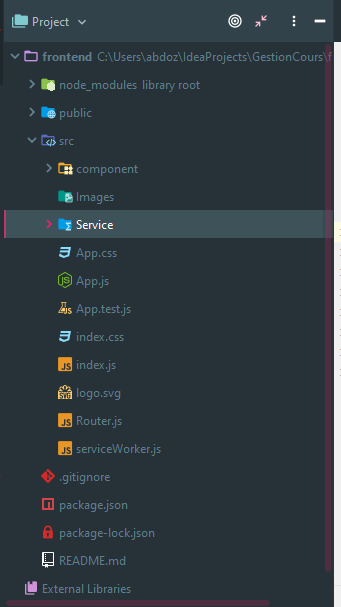 Project
frontend C:\Users\abdoz\IdeaProjects\GestionCours\f
node_modules library root
public
src
component
Images
Service
App.css
App.js
App.test.js
index.css
index.js
logo.svg
Router.js
serviceWorker.js
.gitignore
package.json
package-lock.json
README.md
External Libraries